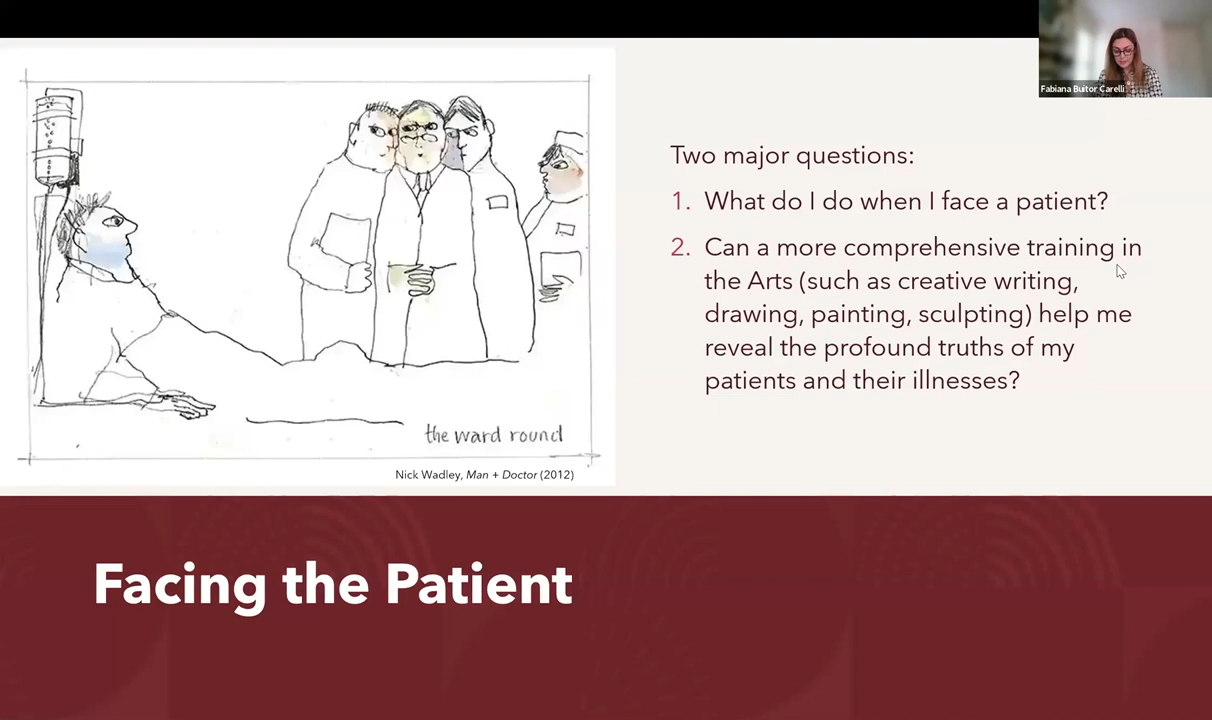 Fabiana Buitor Carelli
Two major questions:
1. What do I do when I face a patient?
2. Can a more comprehensive training in
the Arts (such as creative writing,
drawing, painting, sculpting) help me
reveal the profound truths of my
patients and their illnesses?
the ward round
Nick Wadley, Man + Doctor (2012)
Facing the Patient